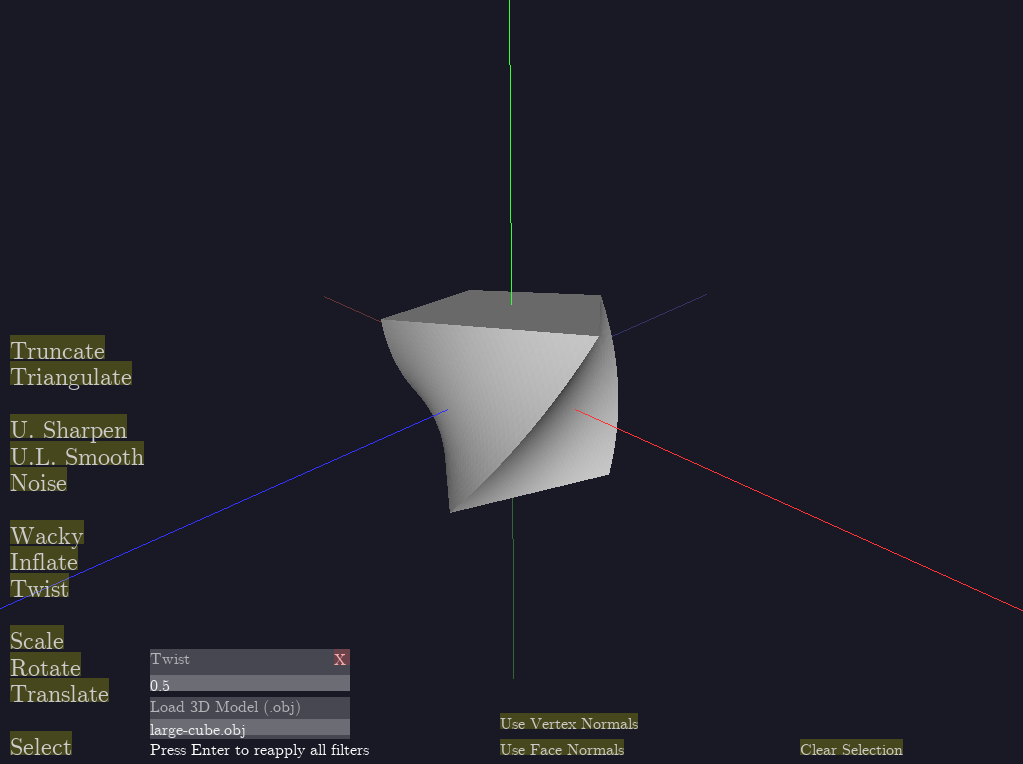 Truncate
Triangulate
U. Sharpen
U.L. Smooth
Noise
Wacky
Inflate
Twist
Scale
Rotate
Translate
Select
Twist X
0.5
Load 3D Model (.obj)
large-cube.obj
Press Enter to reapply all filters
Use Vertex Normals
Use Face Normals
Clear Selection